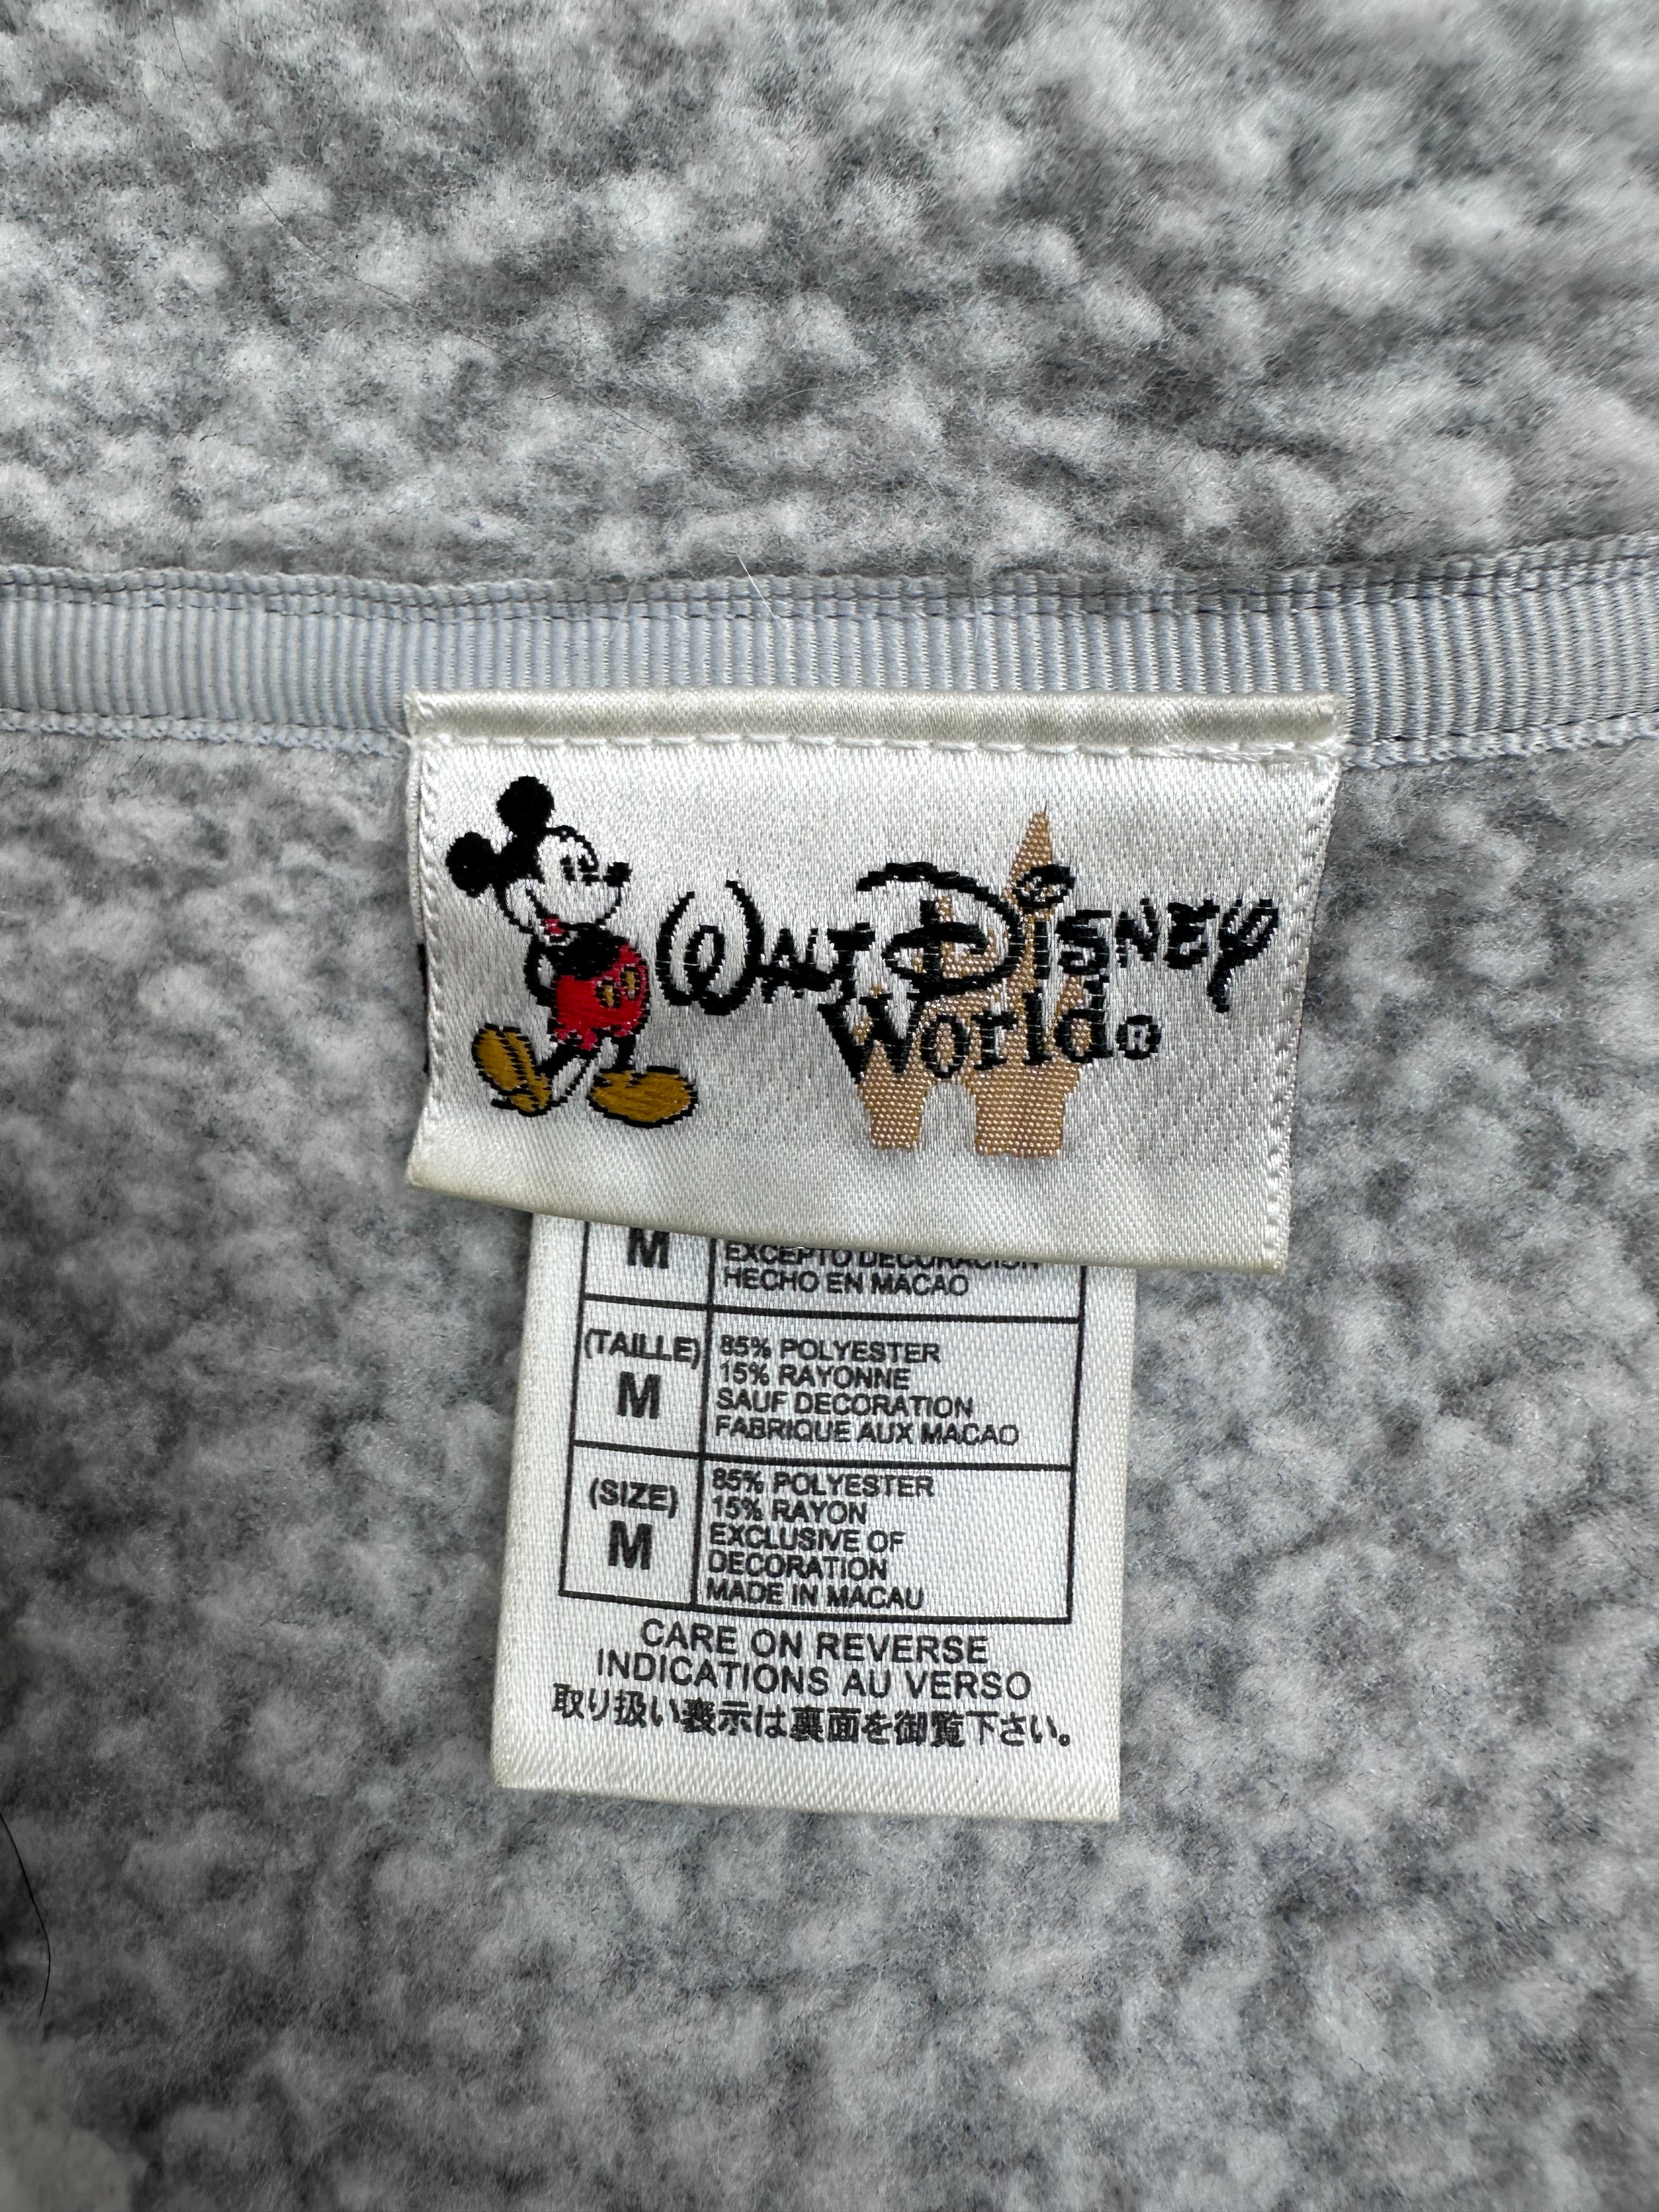 WALT DISNEY
World®
M
EXCEPTO DECORACION
HECHO EN MACAO
(TAILLE)
M
85% POLYESTER
15% RAYONNE
SAUF DECORATION
FABRIQUE AUX MACAO
(SIZE)
M
85% POLYESTER
15% RAYON
EXCLUSIVE OF
DECORATION
MADE IN MACAU
CARE ON REVERSE
INDICATIONS AU VERSO
取り扱い表示は裏面を御覧下さい。